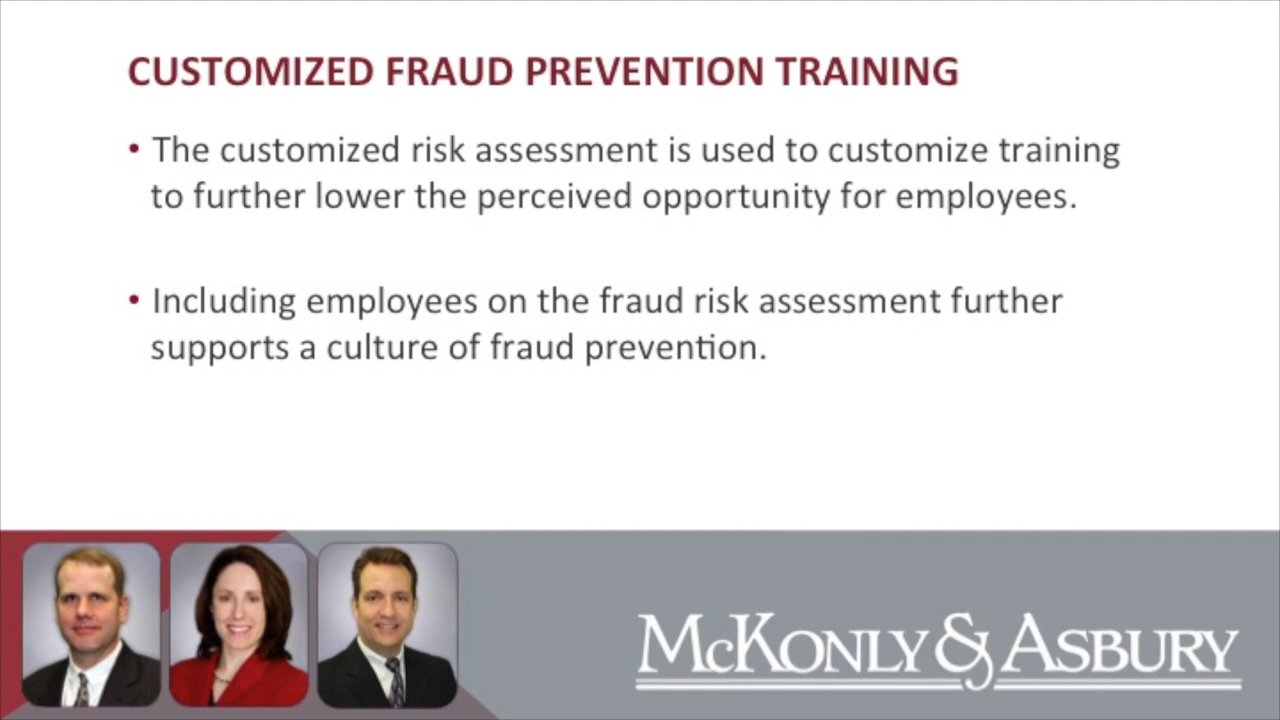 CUSTOMIZED FRAUD PREVENTION TRAINING
• The customized risk assessment is used to customize training
to further lower the perceived opportunity for employees.
• Including employees on the fraud risk assessment further
supports a culture of fraud prevention.
McKonly & Asbury